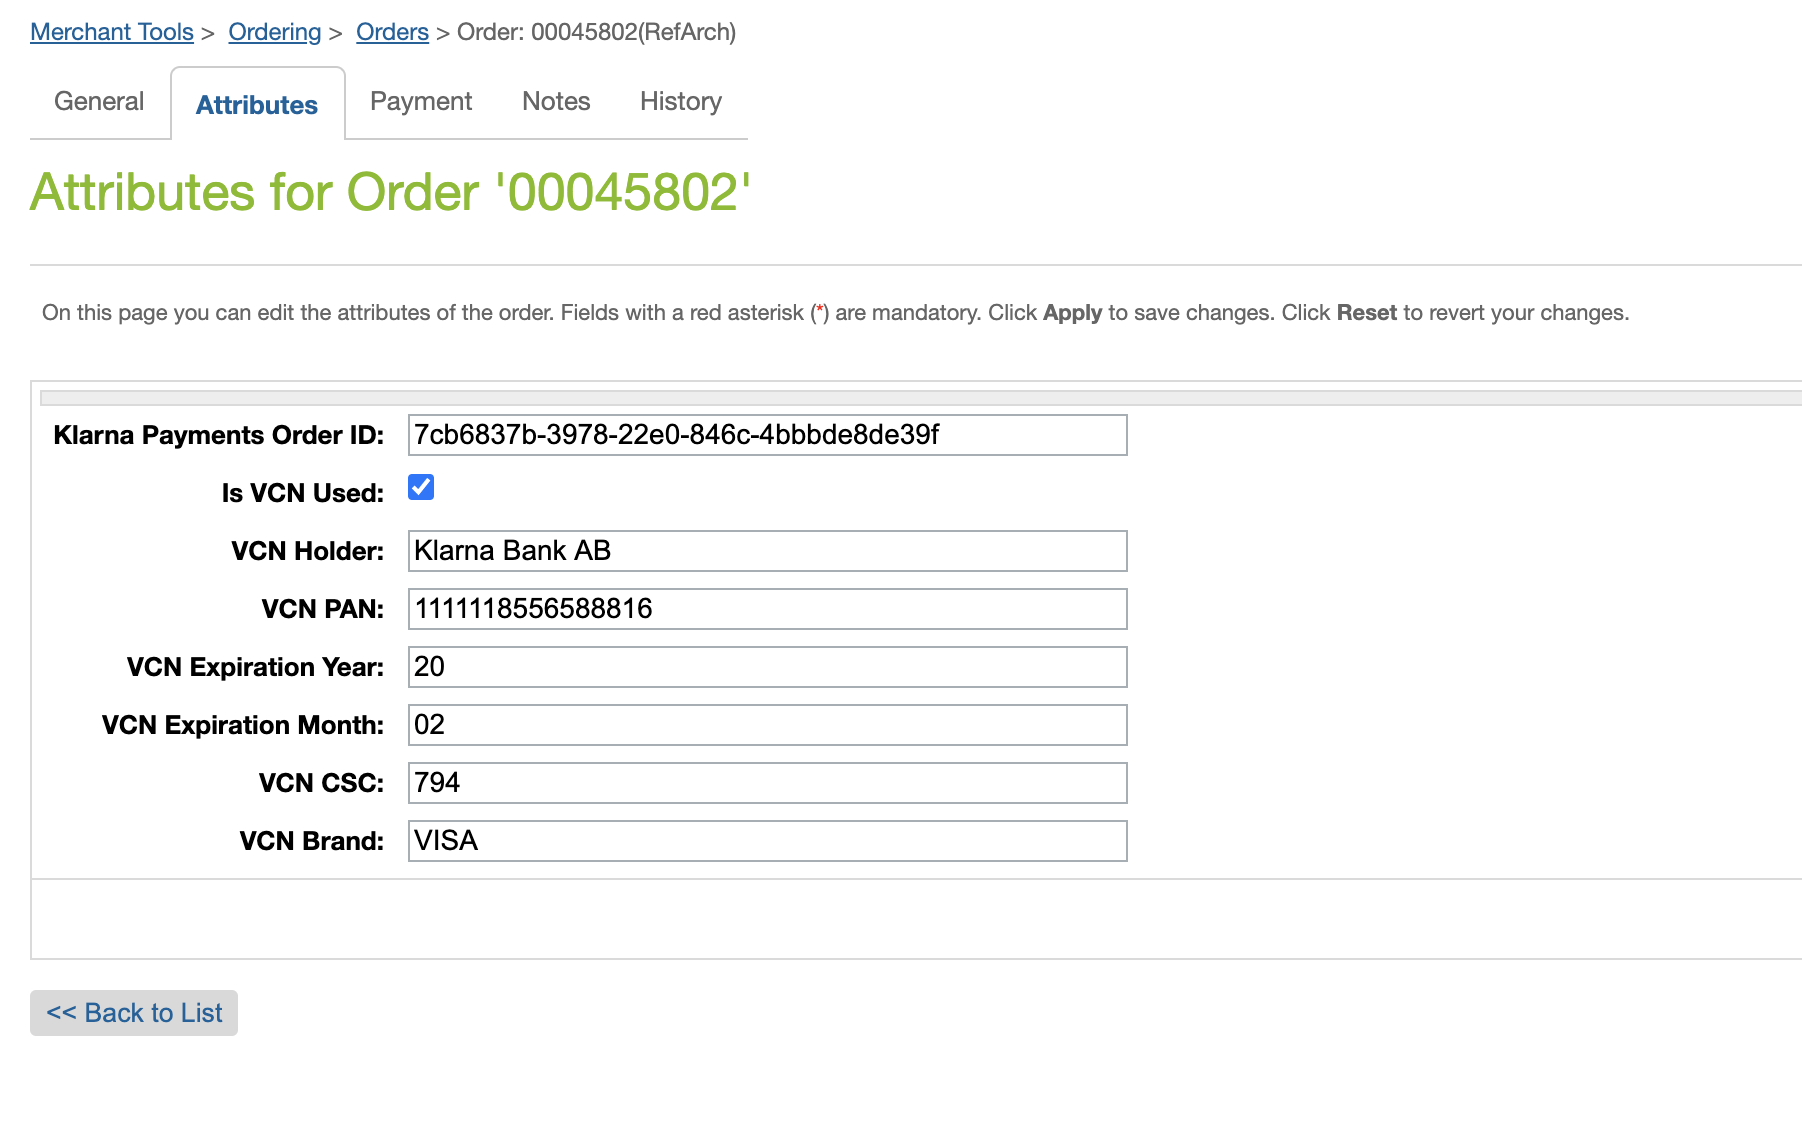 Merchant Tools > Ordering > Orders > Order: 00045802(RefArch)
General Attributes Payment Notes History
Attributes for Order '00045802'
On this page you can edit the attributes of the order. Fields with a red asterisk (*) are mandatory. Click Apply to save changes. Click Reset to revert your changes.
Klarna Payments Order ID: 7cb6837b-3978-22e0-846c-4bbbde8de39f
Is VCN Used:
VCN Holder: Klarna Bank AB
VCN PAN: 1111118556588816
VCN Expiration Year: 20
VCN Expiration Month: 02
VCN CSC: 794
VCN Brand: VISA
<< Back to List